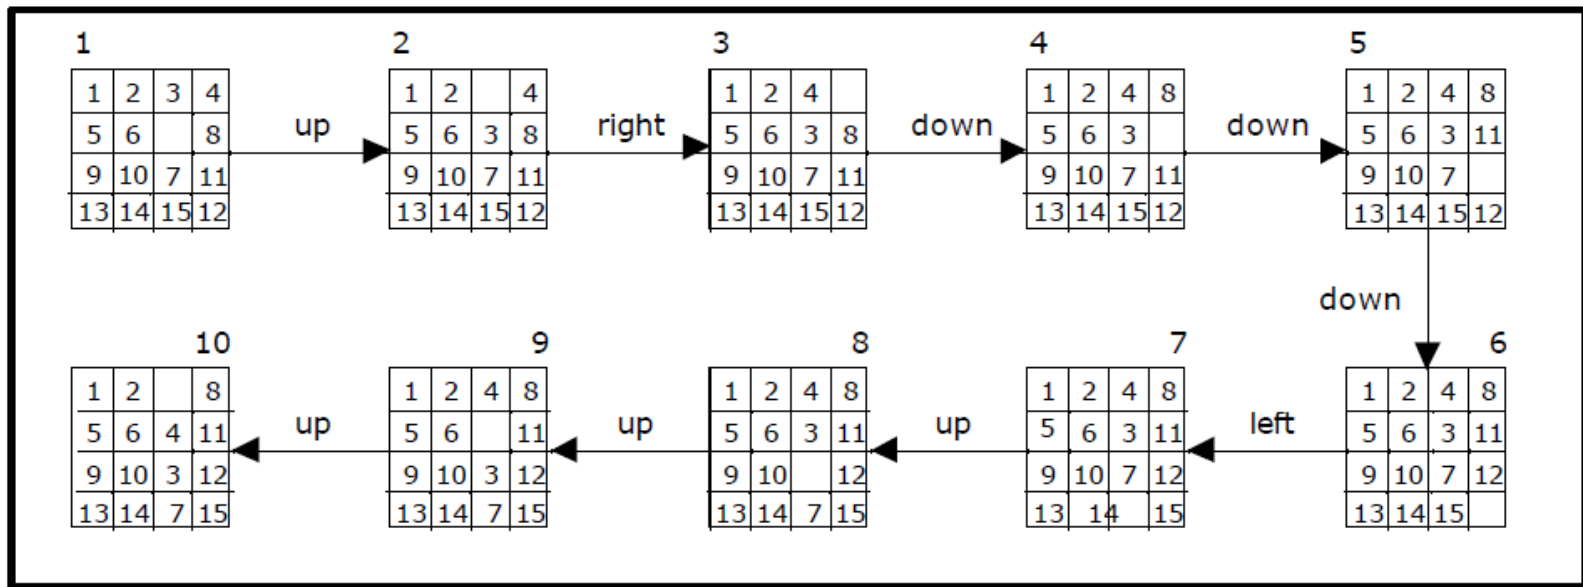 1 2 3 4 5
1 2 3 4 1 2 4 1 2 4 1 2 4 8 1 2 4 8
5 6 8 up 5 6 3 8 right 5 6 3 8 down 5 6 3 down 5 6 3 11
9 10 7 11 9 10 7 11 9 10 7 11 9 10 7 11 9 10 7
13 14 15 12 13 14 15 12 13 14 15 12 13 14 15 12 13 14 15 12
down
10 9 8 7 6
1 2 8 1 2 4 8 1 2 4 8 1 2 4 8 1 2 4 8
5 6 4 11 up 5 6 11 up 5 6 3 11 up 5 6 3 11 left 5 6 3 11
9 10 3 12 9 10 3 12 9 10 12 9 10 7 12 9 10 7 12
13 14 7 15 13 14 7 15 13 14 7 15 13 14 15 13 14 15